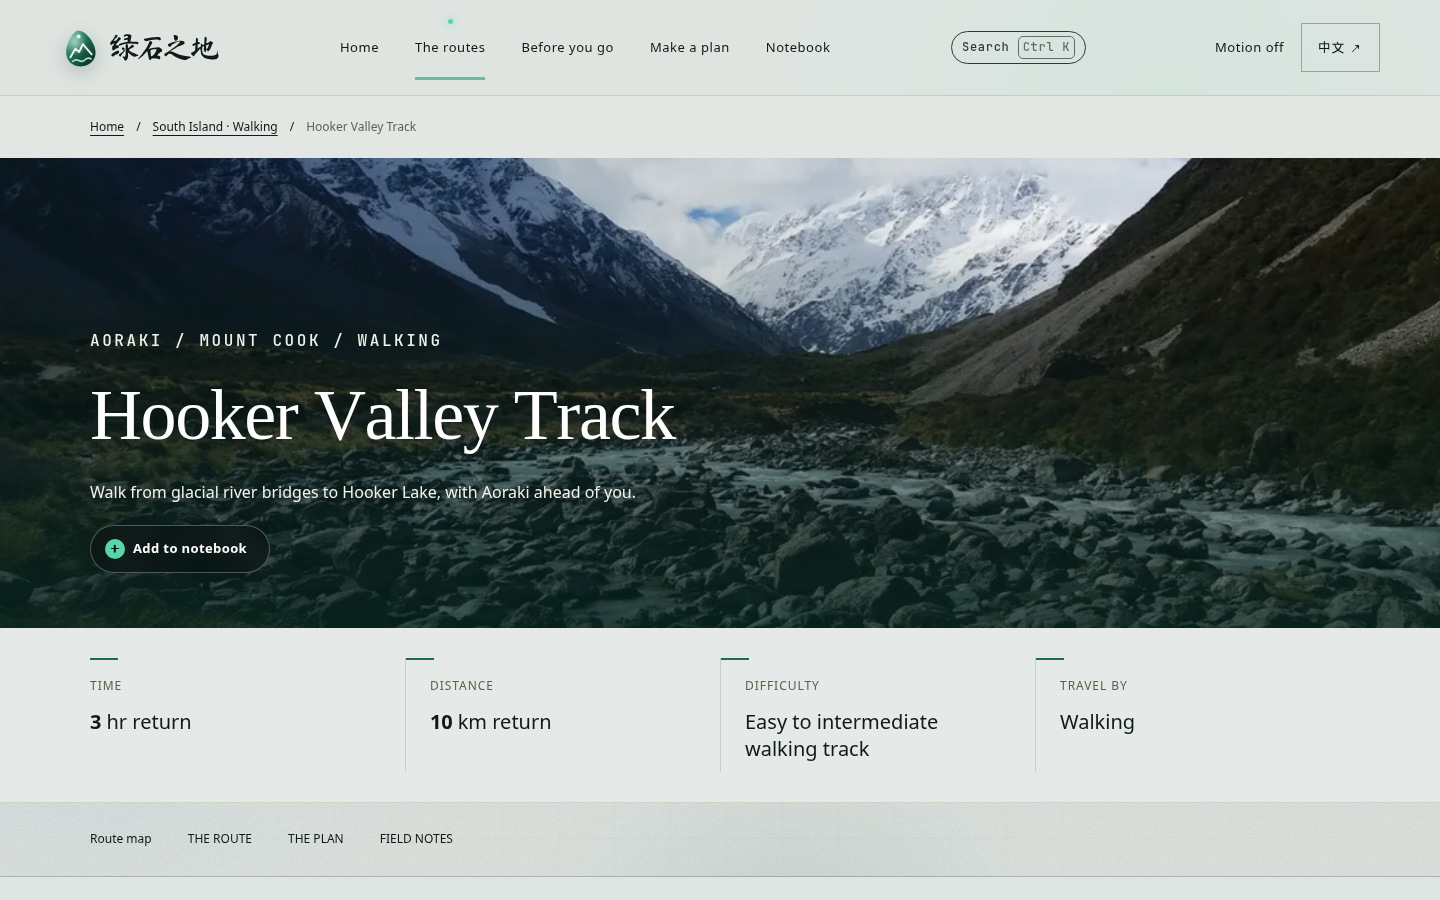 绿石之地
Home
The routes
Before you go
Make a plan
Notebook
Search Ctrl K
Motion off
中文 ↗
Home / South Island · Walking / Hooker Valley Track
AORAKI / MOUNT COOK / WALKING
Hooker Valley Track
Walk from glacial river bridges to Hooker Lake, with Aoraki ahead of you.
+ Add to notebook
TIME
3 hr return
DISTANCE
10 km return
DIFFICULTY
Easy to intermediate
walking track
TRAVEL BY
Walking
Route map
THE ROUTE
THE PLAN
FIELD NOTES